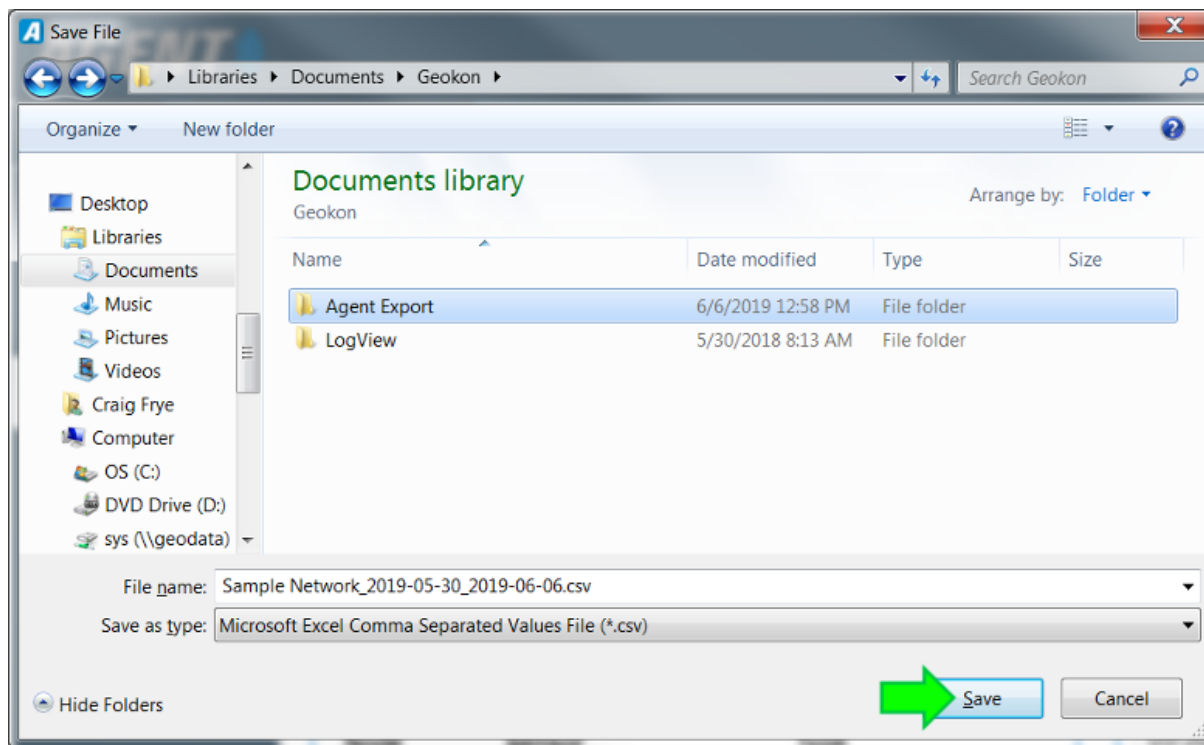 Save File
AGENT
Libraries Documents Geokon
Search Geokon
Organize New folder
Documents library
Geokon
Arrange by: Folder
Name Date modified Type Size
Agent Export 6/6/2019 12:58 PM File folder
LogView 5/30/2018 8:13 AM File folder
Desktop
Libraries
Documents
Music
Pictures
Videos
Craig Frye
Computer
OS (C:)
DVD Drive (D:)
sys (\\geodata)
File name: Sample Network_2019-05-30_2019-06-06.csv
Save as type: Microsoft Excel Comma Separated Values File (*.csv)
Hide Folders
Save
Cancel